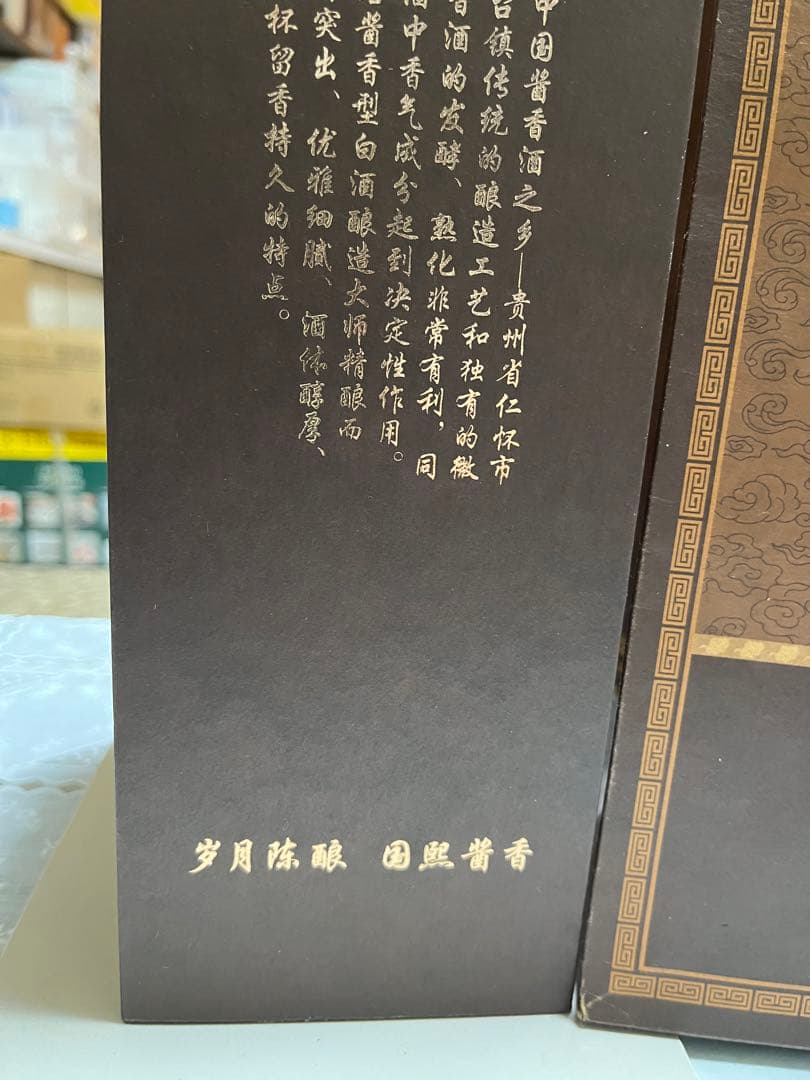 中国酱香酒之乡—贵州省仁怀市
台镇传统的酿造工艺和独有的微
香酒的发酵、熟化非常有利，同
酒中香气成分起到决定性作用。
酱香型白酒酿造大师精酿而
突出、优雅细腻、酒体醇厚、
杯留香持久的特点。
岁月陈酿 国熙酱香